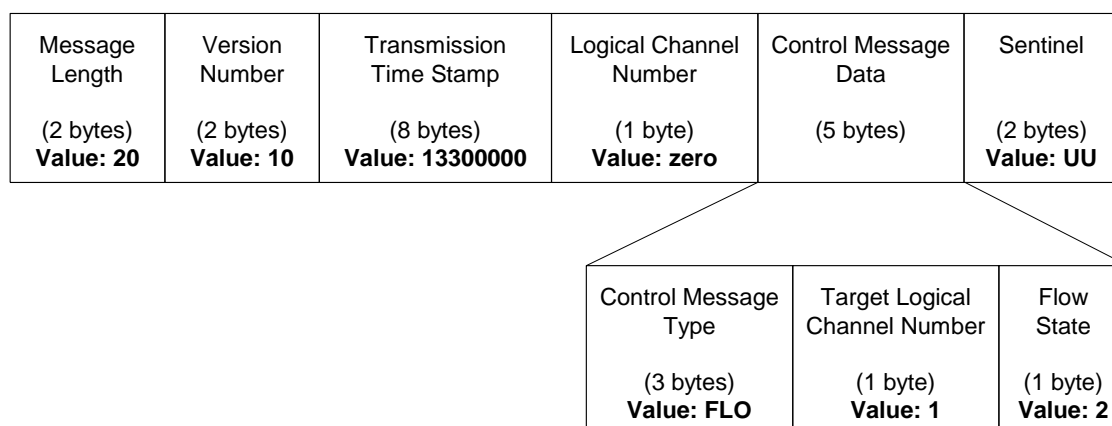 Message
Length
(2 bytes)
Value: 20
Version
Number
(2 bytes)
Value: 10
Transmission
Time Stamp
(8 bytes)
Value: 13300000
Logical Channel
Number
(1 byte)
Value: zero
Control Message
Data
(5 bytes)
Sentinel
(2 bytes)
Value: UU
Control Message
Type
(3 bytes)
Value: FLO
Target Logical
Channel Number
(1 byte)
Value: 1
Flow
State
(1 byte)
Value: 2